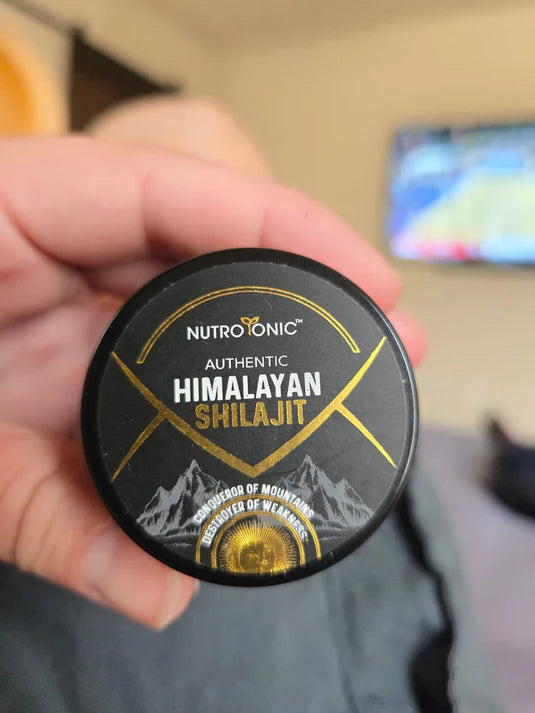 NUTROTONIC™
AUTHENTIC
HIMALAYAN
SHILAJIT
CONQUEROR OF MOUNTAINS
DESTROYER OF WEAKNESS